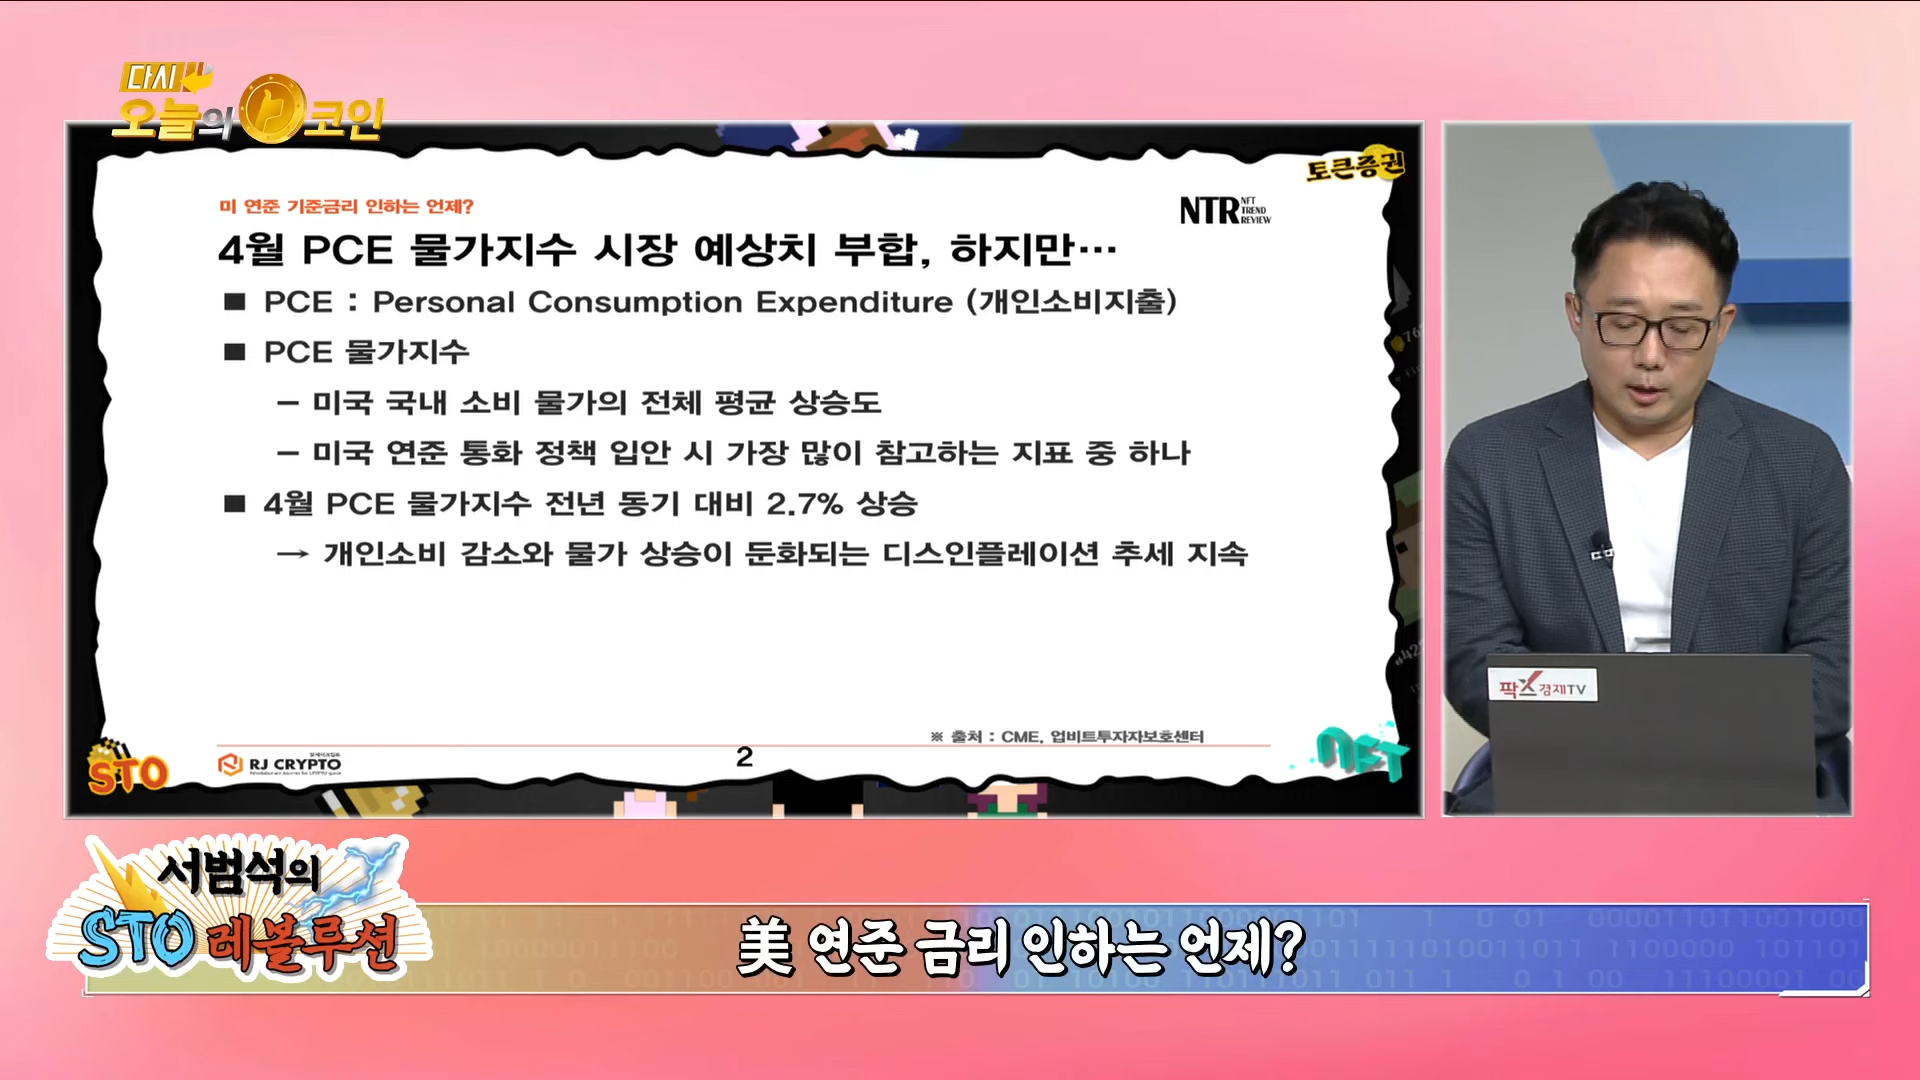 다시
오늘의 코인
토큰증권
미 연준 기준금리 인하는 언제?
NTR NFT TREND REVIEW
4월 PCE 물가지수 시장 예상치 부합, 하지만…
■ PCE : Personal Consumption Expenditure (개인소비지출)
■ PCE 물가지수
– 미국 국내 소비 물가의 전체 평균 상승도
– 미국 연준 통화 정책 입안 시 가장 많이 참고하는 지표 중 하나
■ 4월 PCE 물가지수 전년 동기 대비 2.7% 상승
→ 개인소비 감소와 물가 상승이 둔화되는 디스인플레이션 추세 지속
※ 출처 : CME, 업비트투자자보호센터
STO
RJ CRYPTO
2
NFT
팍스경제TV
서범석의
STO 레볼루션
美 연준 금리 인하는 언제?